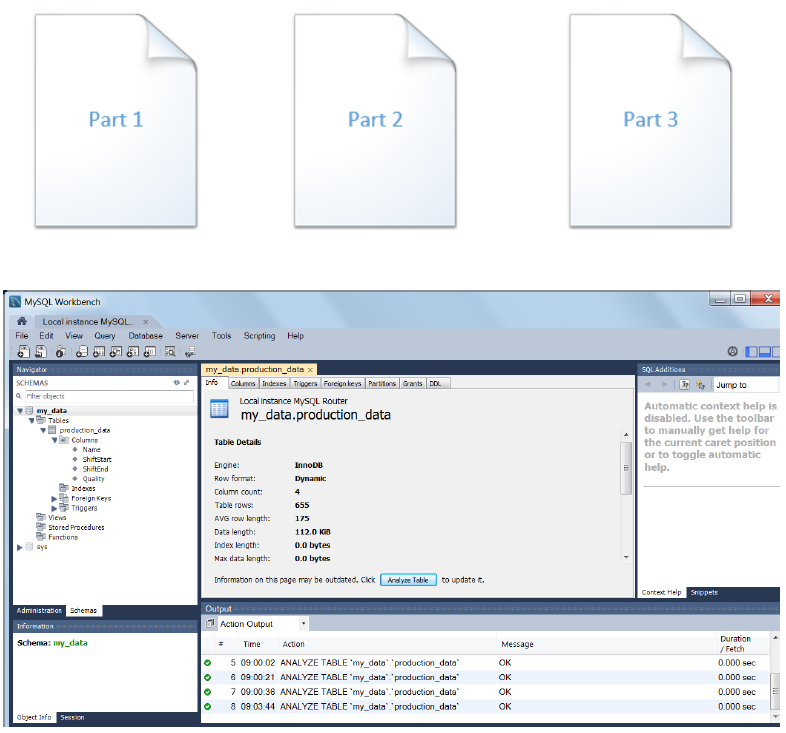 Part 1
Part 2
Part 3
MySQL Workbench
Local instance MySQL... ×
File Edit View Query Database Server Tools Scripting Help
Navigator
SCHEMAS
Filter objects
my_data
Tables
production_data
Columns
Name
ShiftStart
ShiftEnd
Quality
Indexes
Foreign Keys
Triggers
Views
Stored Procedures
Functions
sys
Administration Schemas
Information
Schema: my_data
Object Info Session
my_data.production_data ×
Info Columns Indexes Triggers Foreign keys Partitions Grants DDL
Local instance MySQL Router
my_data.production_data
Table Details
Engine: InnoDB
Row format: Dynamic
Column count: 4
Table rows: 655
AVG row length: 175
Data length: 112.0 KiB
Index length: 0.0 bytes
Max data length: 0.0 bytes
Information on this page may be outdated. Click Analyze Table to update it.
SQL Additions
Jump to
Automatic context help is
disabled. Use the toolbar
to manually get help for
the current caret position
or to toggle automatic
help.
Context Help Snippets
Output
Action Output
# Time Action Message Duration / Fetch
5 09:00:02 ANALYZE TABLE `my_data`.`production_data` OK 0.000 sec
6 09:00:21 ANALYZE TABLE `my_data`.`production_data` OK 0.000 sec
7 09:00:36 ANALYZE TABLE `my_data`.`production_data` OK 0.000 sec
8 09:03:44 ANALYZE TABLE `my_data`.`production_data` OK 0.000 sec